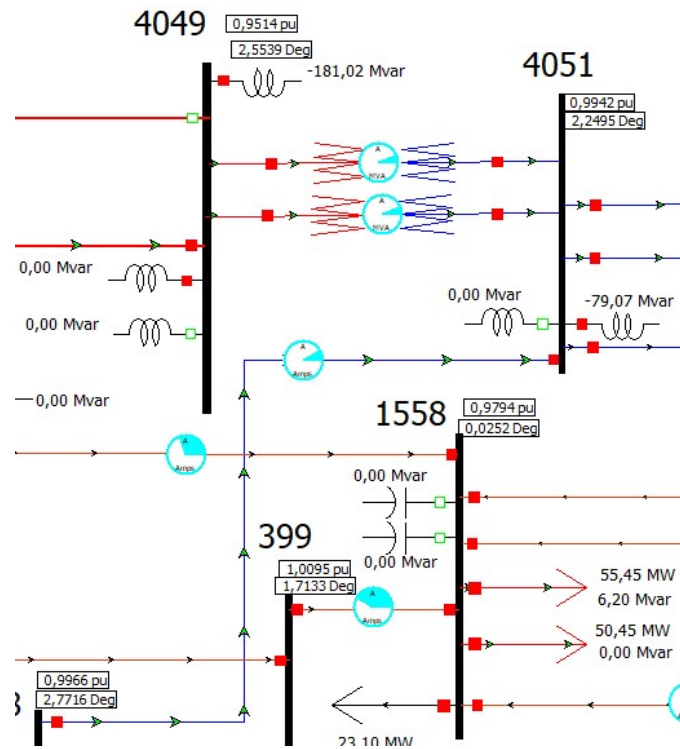 4049
0,9514 pu
2,5539 Deg
-181,02 Mvar
4051
0,9942 pu
2,2495 Deg
A
MVA
A
MVA
0,00 Mvar
0,00 Mvar
0,00 Mvar
-79,07 Mvar
A
Amps
0,00 Mvar
1558
0,9794 pu
0,0252 Deg
A
Amps
0,00 Mvar
0,00 Mvar
399
1,0095 pu
1,7133 Deg
A
Amps
55,45 MW
6,20 Mvar
50,45 MW
0,00 Mvar
0,9966 pu
2,7716 Deg
23,10 MW